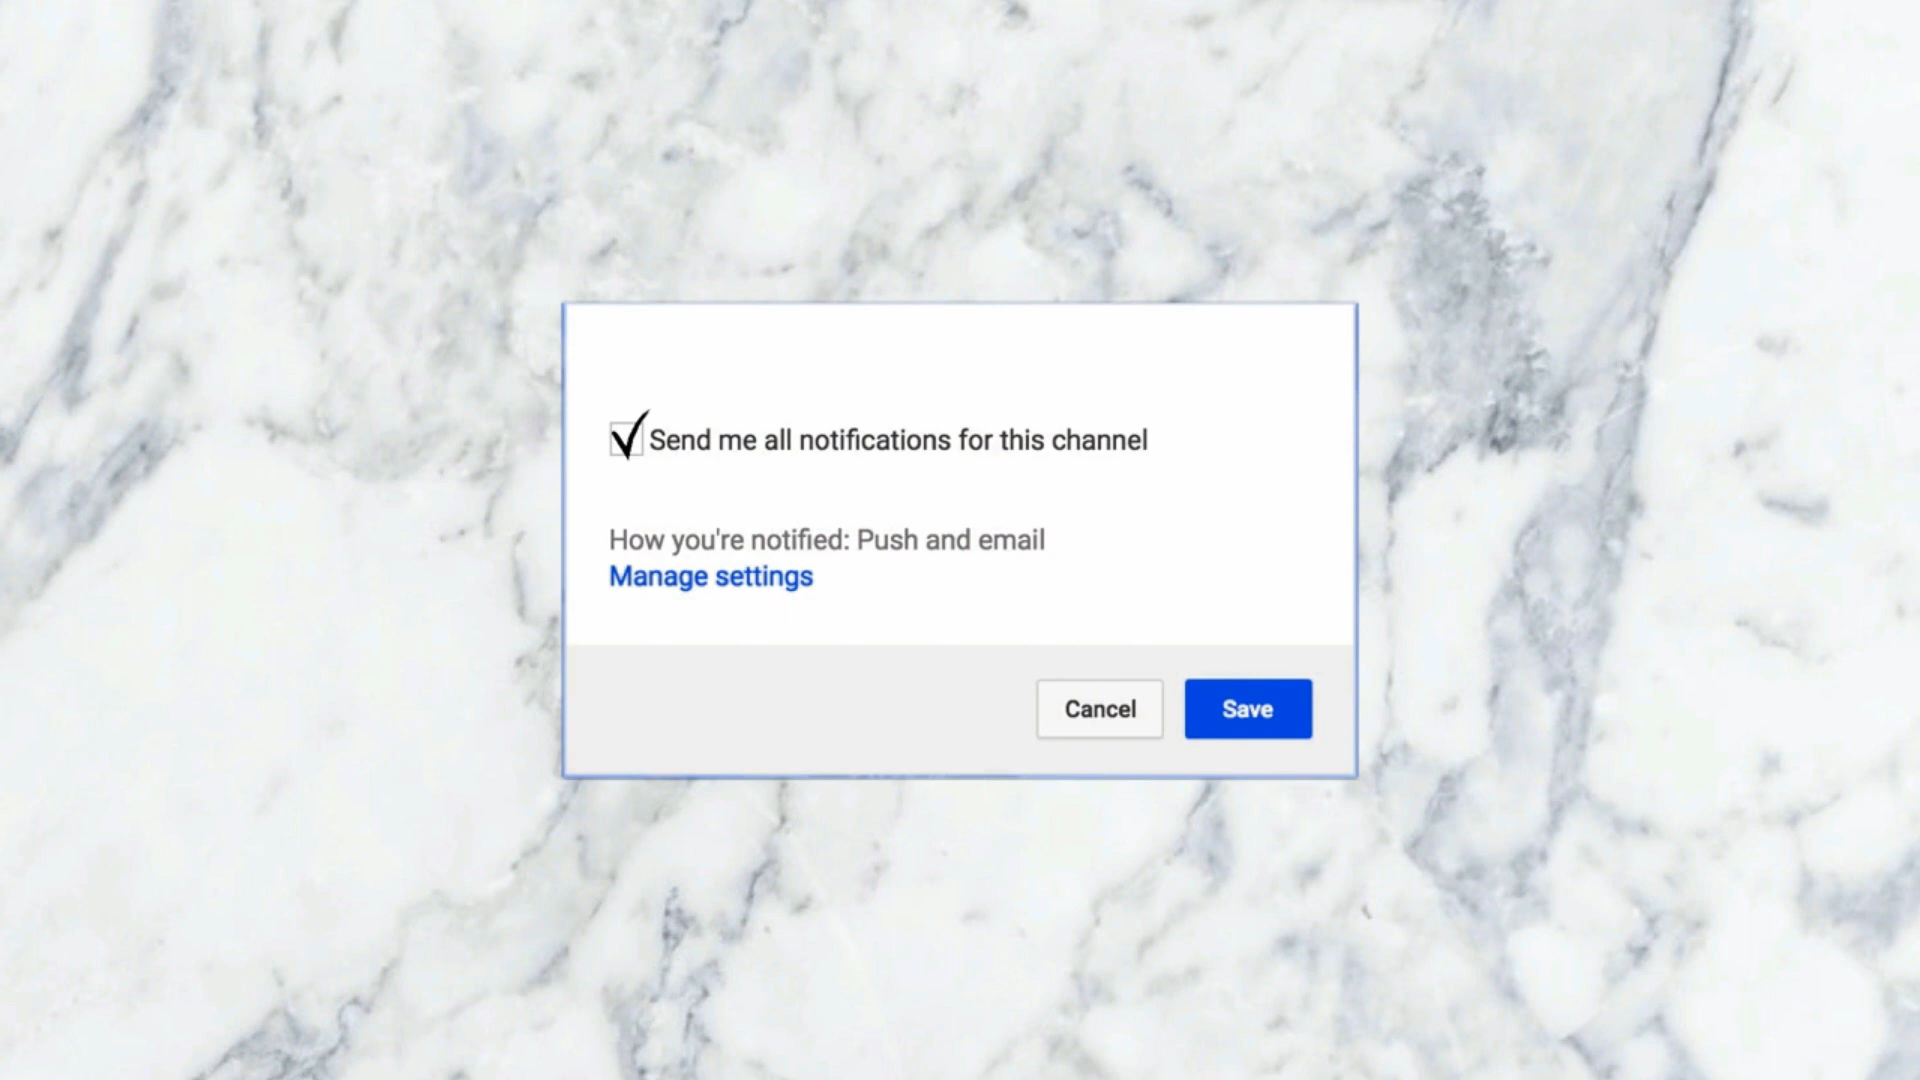 Send me all notifications for this channel
How you're notified: Push and email
Manage settings
Cancel
Save